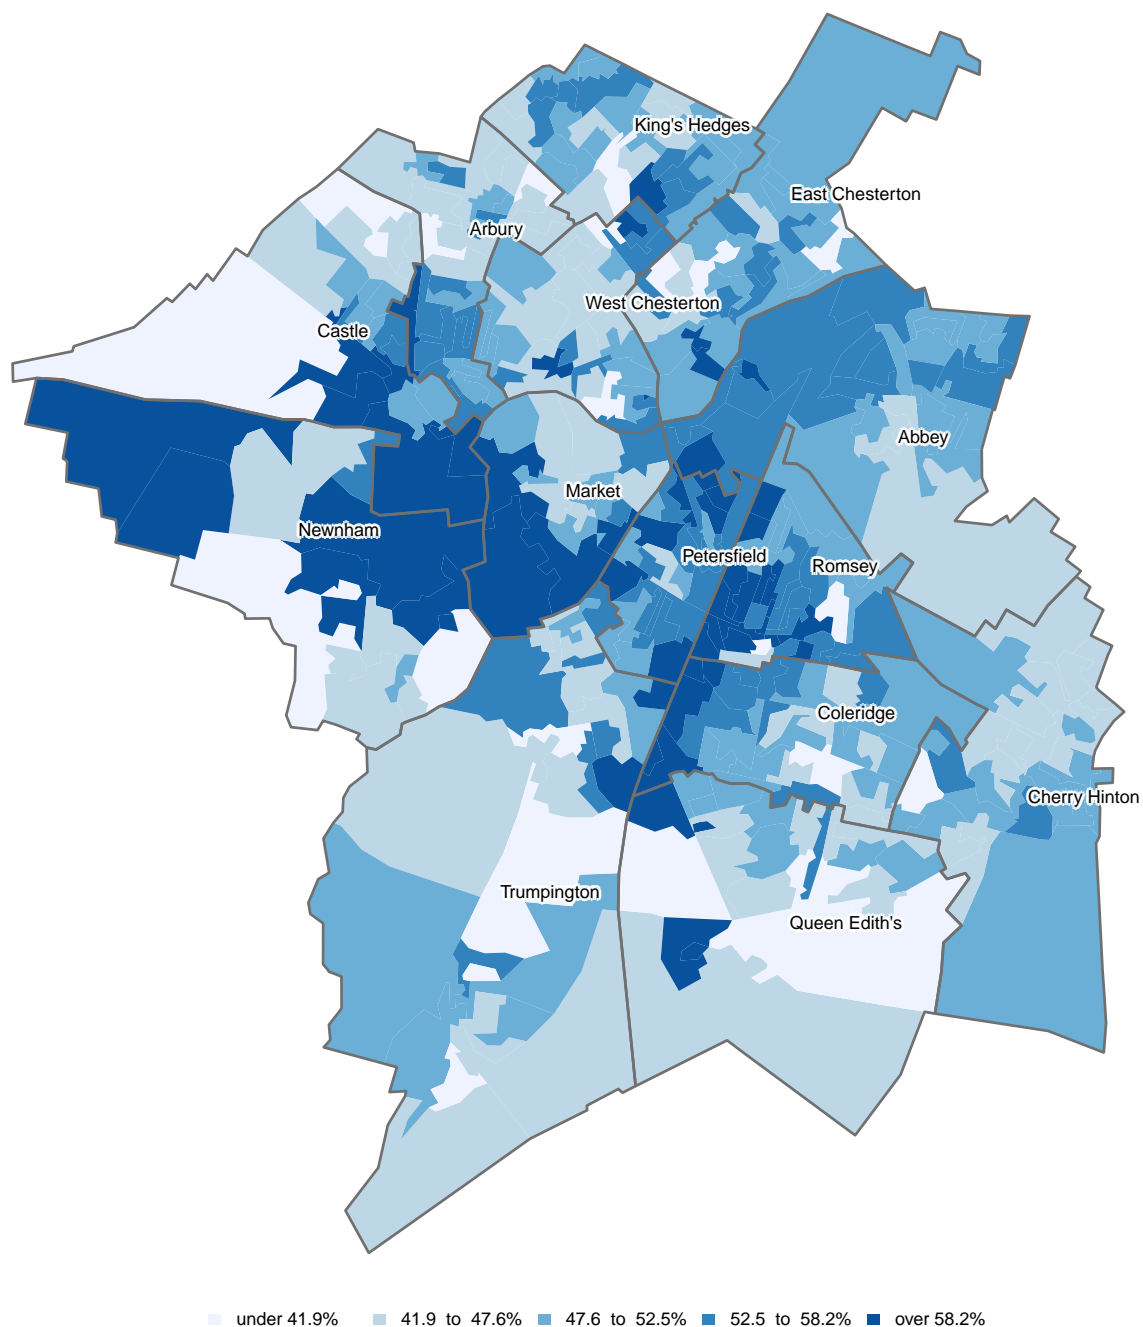 King's Hedges
East Chesterton
Arbury
West Chesterton
Castle
Abbey
Market
Newnham
Petersfield
Romsey
Coleridge
Cherry Hinton
Trumpington
Queen Edith's
under 41.9% 41.9 to 47.6% 47.6 to 52.5% 52.5 to 58.2% over 58.2%